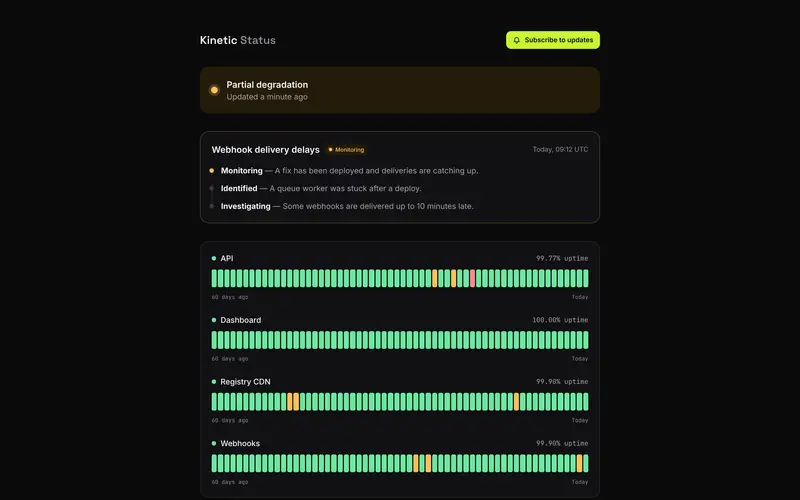 Kinetic Status
Subscribe to updates
Partial degradation
Updated a minute ago
Webhook delivery delays
Monitoring
Today, 09:12 UTC
Monitoring — A fix has been deployed and deliveries are catching up.
Identified — A queue worker was stuck after a deploy.
Investigating — Some webhooks are delivered up to 10 minutes late.
API
99.77% uptime
60 days ago
Today
Dashboard
100.00% uptime
60 days ago
Today
Registry CDN
99.90% uptime
60 days ago
Today
Webhooks
99.90% uptime
60 days ago
Today